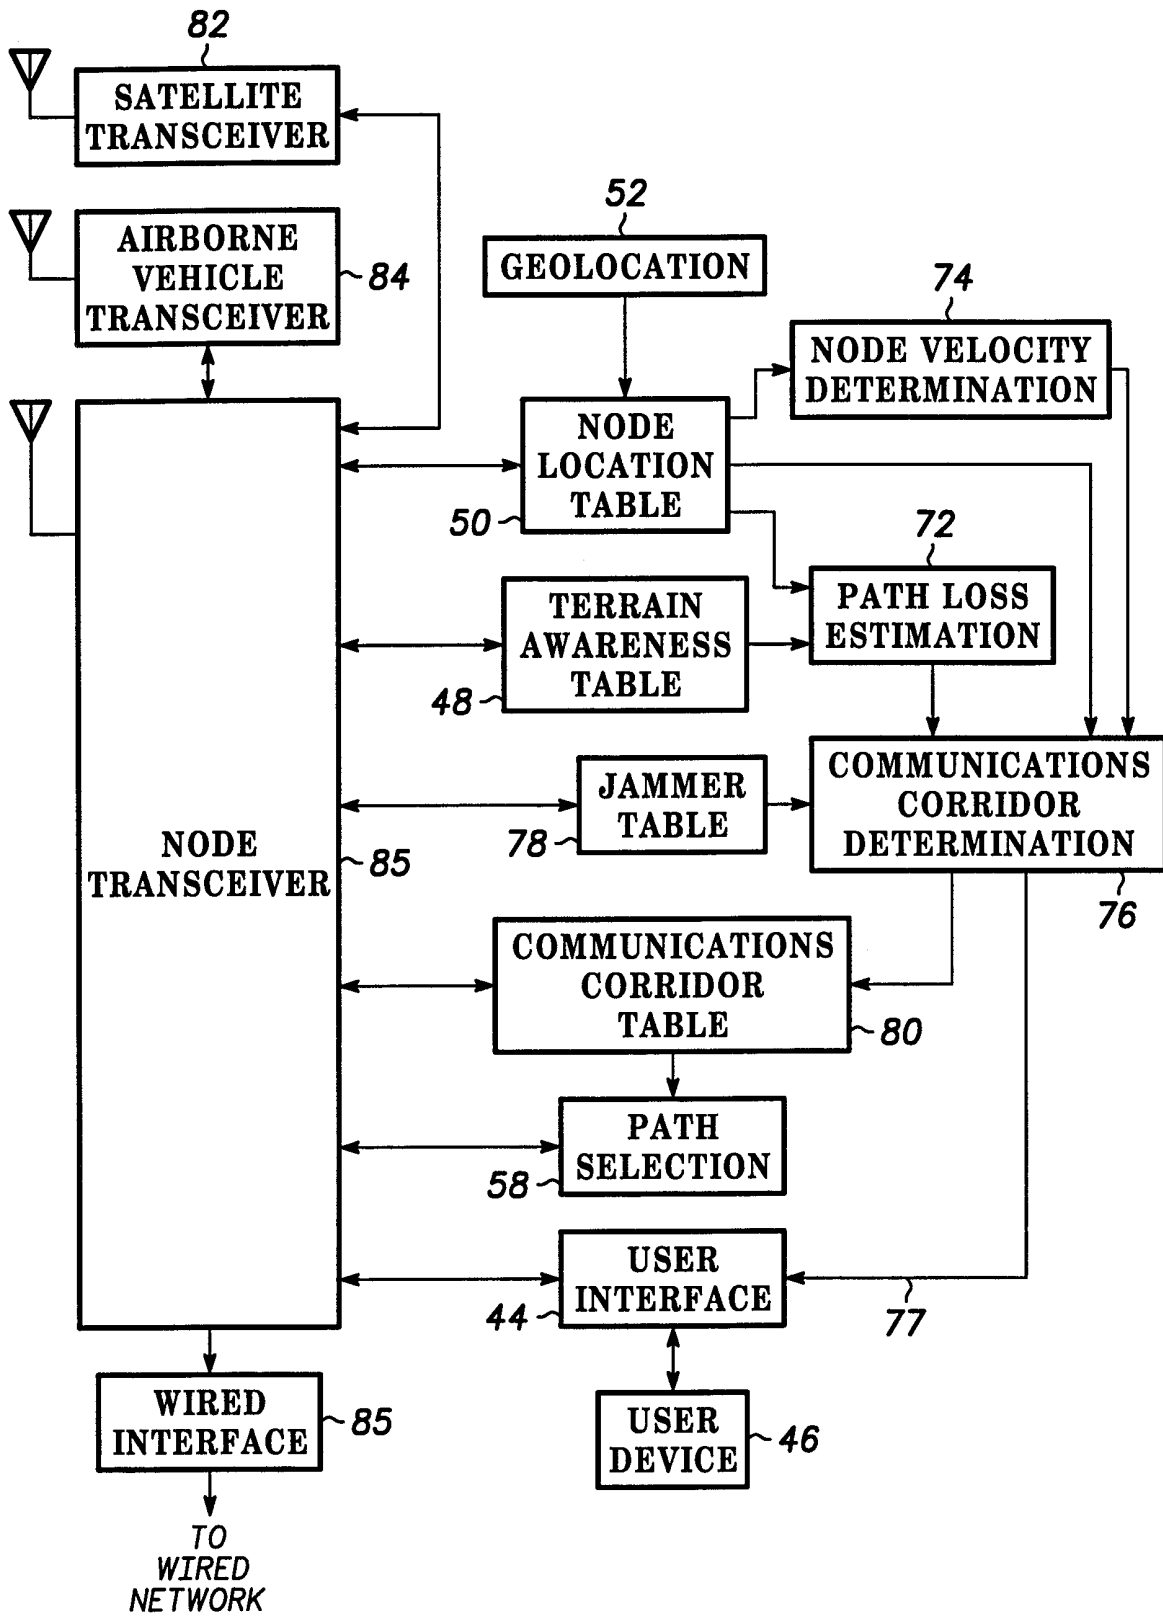 82
SATELLITE
TRANSCEIVER
AIRBORNE
VEHICLE
TRANSCEIVER
84
52
GEOLOCATION
74
NODE VELOCITY
DETERMINATION
NODE
LOCATION
TABLE
50
72
PATH LOSS
ESTIMATION
TERRAIN
AWARENESS
TABLE
48
JAMMER
TABLE
78
COMMUNICATIONS
CORRIDOR
DETERMINATION
76
NODE
TRANSCEIVER
85
COMMUNICATIONS
CORRIDOR
TABLE
80
PATH
SELECTION
58
USER
INTERFACE
44
77
WIRED
INTERFACE
85
USER
DEVICE
46
TO
WIRED
NETWORK